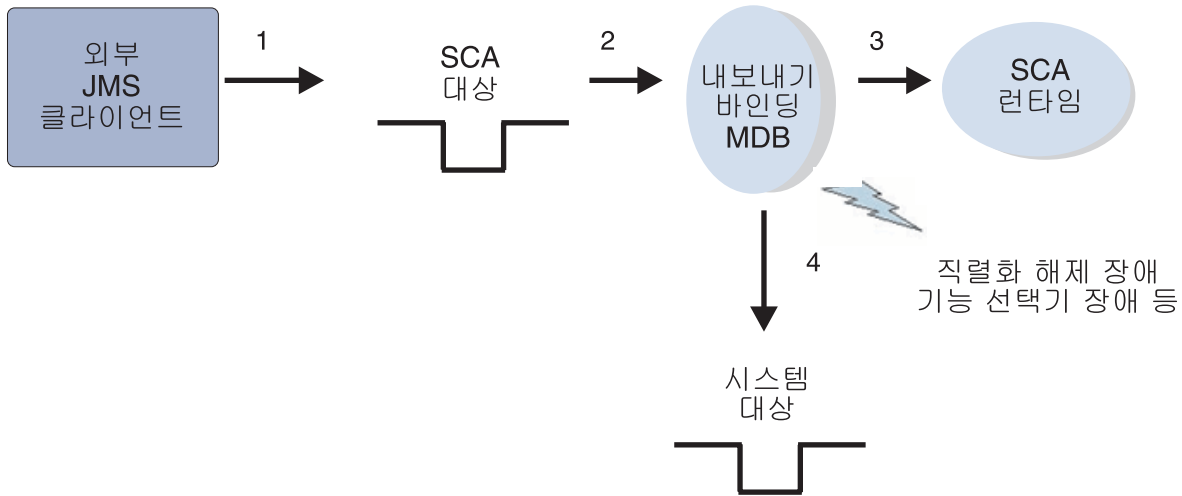 외부
JMS
클라이언트
1
SCA
대상
2
내보내기
바인딩
MDB
3
SCA
런타임
4
직렬화 해제 장애
기능 선택기 장애 등
시스템
대상